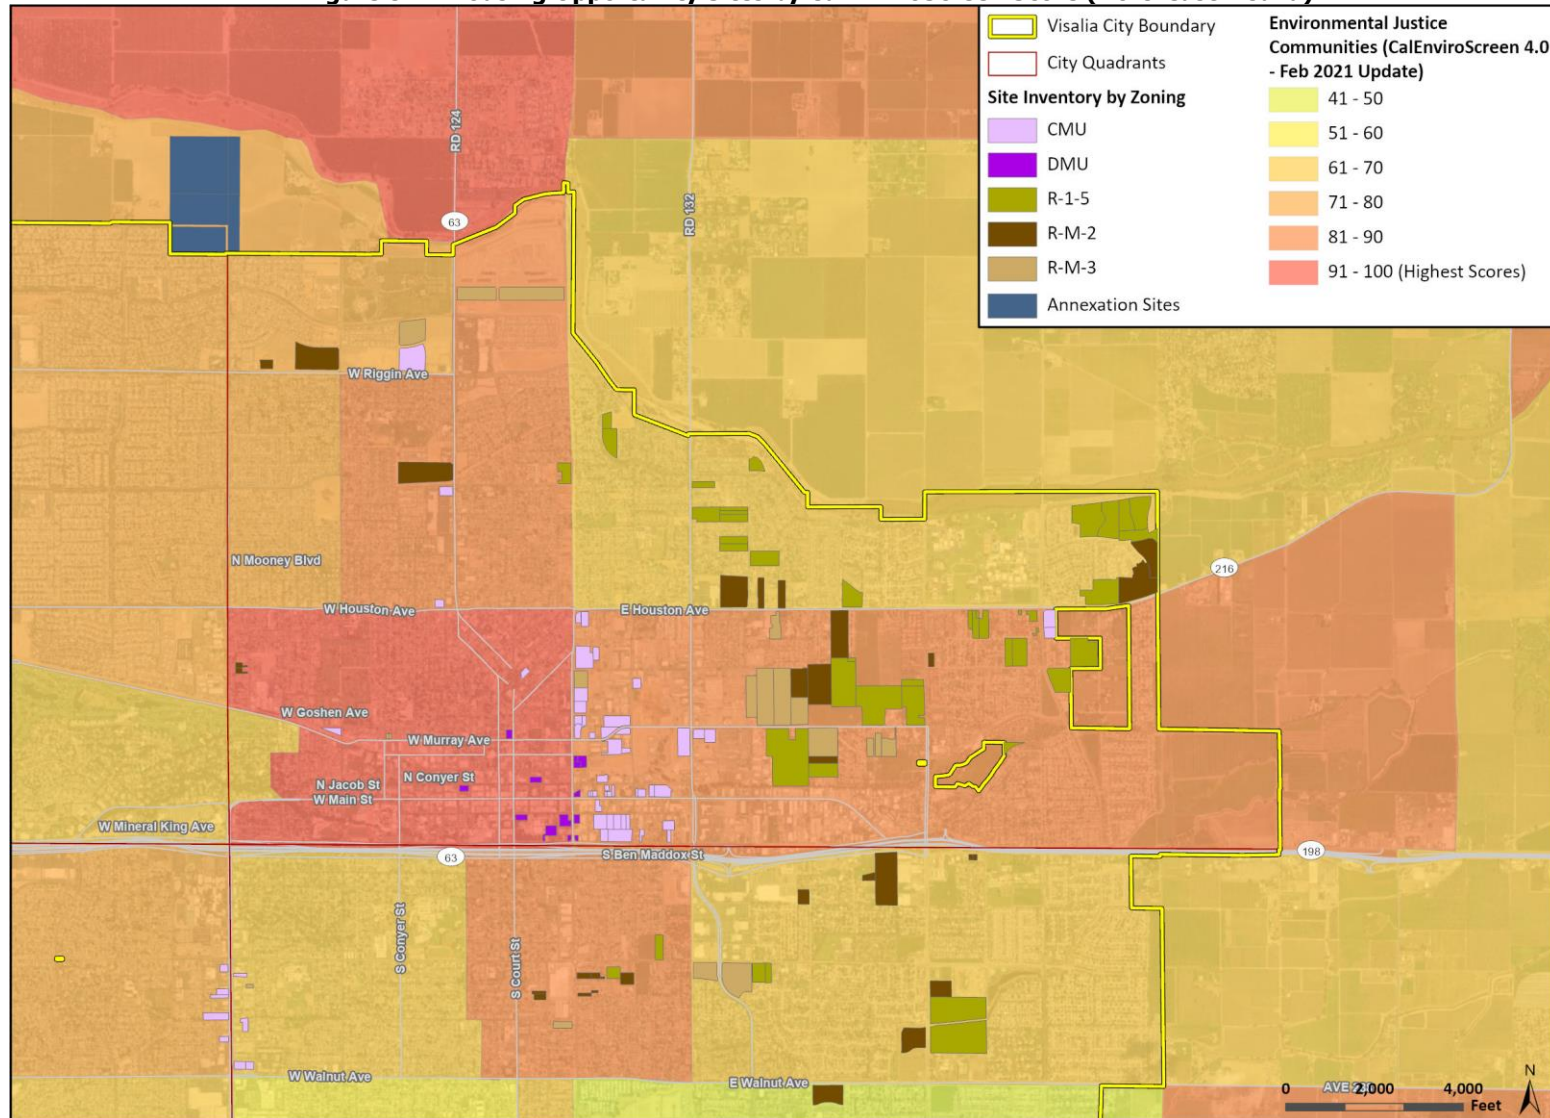 Visalia City Boundary
City Quadrants
Site Inventory by Zoning
CMU
DMU
R-1-5
R-M-2
R-M-3
Annexation Sites
Environmental Justice
Communities (CalEnviroScreen 4.0
- Feb 2021 Update)
41 - 50
51 - 60
61 - 70
71 - 80
81 - 90
91 - 100 (Highest Scores)
RD 124
63
RD 132
W Riggin Ave
N Mooney Blvd
216
W Houston Ave
E Houston Ave
W Goshen Ave
W Murray Ave
N Jacob St
N Conyer St
W Main St
W Mineral King Ave
63
S Ben Maddox St
198
S Conyer St
S Court St
W Walnut Ave
E Walnut Ave
AVE
0
2,000
4,000
Feet
N